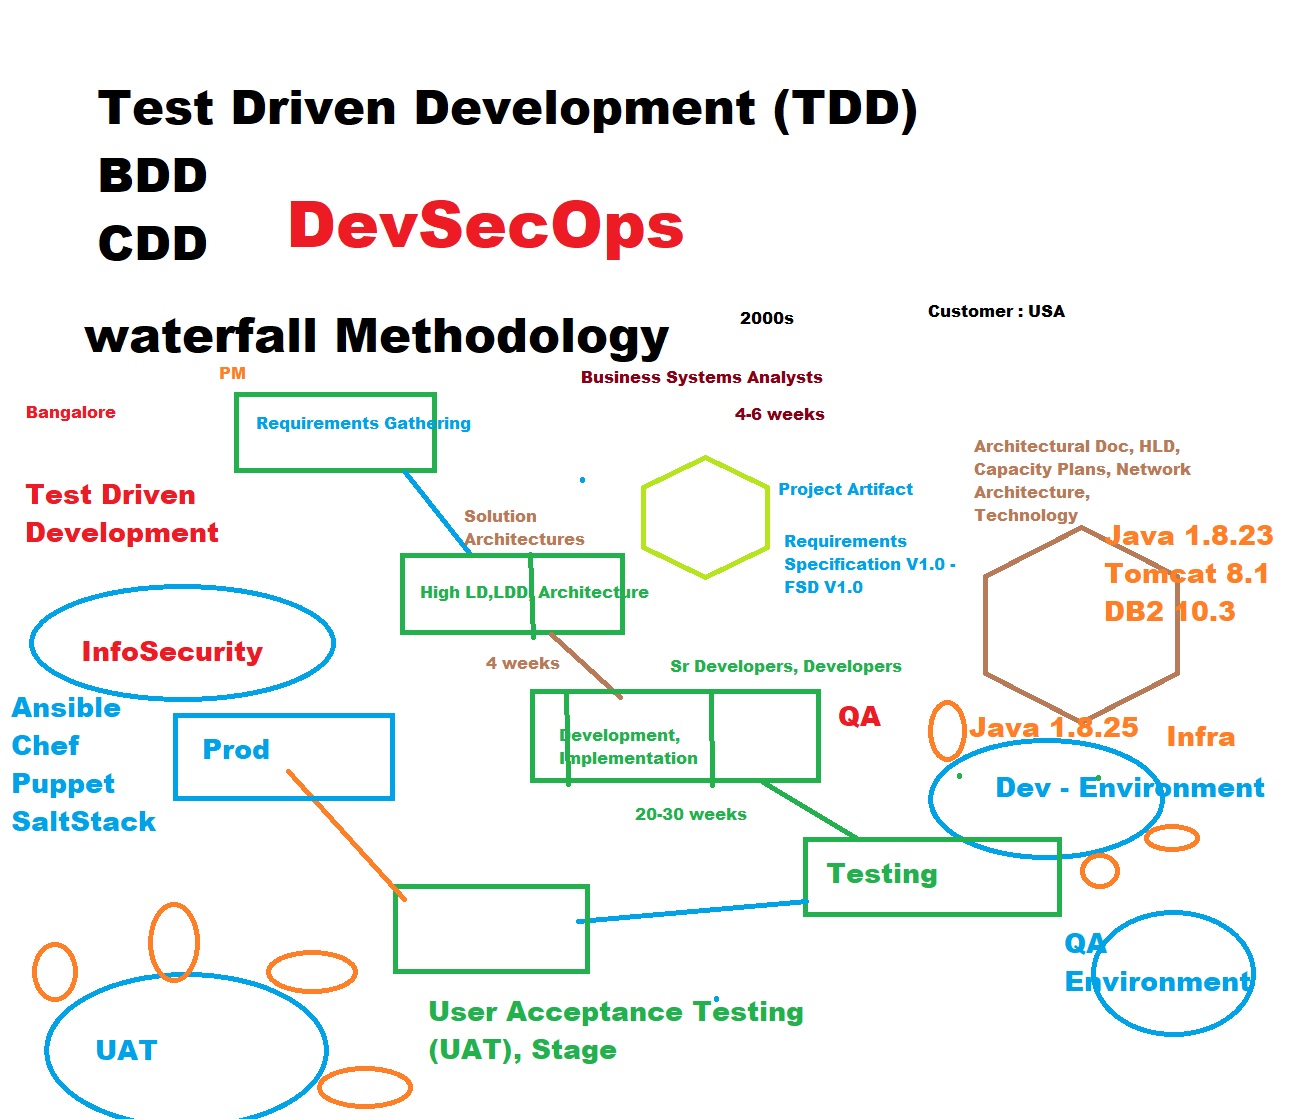 Test Driven Development (TDD)
BDD
CDD
DevSecOps
waterfall Methodology
2000s
Customer : USA
PM
Business Systems Analysts
Bangalore
Requirements Gathering
4-6 weeks
Architectural Doc, HLD,
Capacity Plans, Network
Architecture,
Technology
Test Driven
Development
Project Artifact
Solution
Architectures
Requirements
Specification V1.0 -
FSD V1.0
Java 1.8.23
Tomcat 8.1
DB2 10.3
High LD,LDD, Architecture
InfoSecurity
4 weeks
Sr Developers, Developers
Ansible
Chef
Puppet
SaltStack
Prod
Development,
Implementation
QA
Java 1.8.25
Infra
Dev - Environment
20-30 weeks
Testing
QA
Environment
User Acceptance Testing
(UAT), Stage
UAT